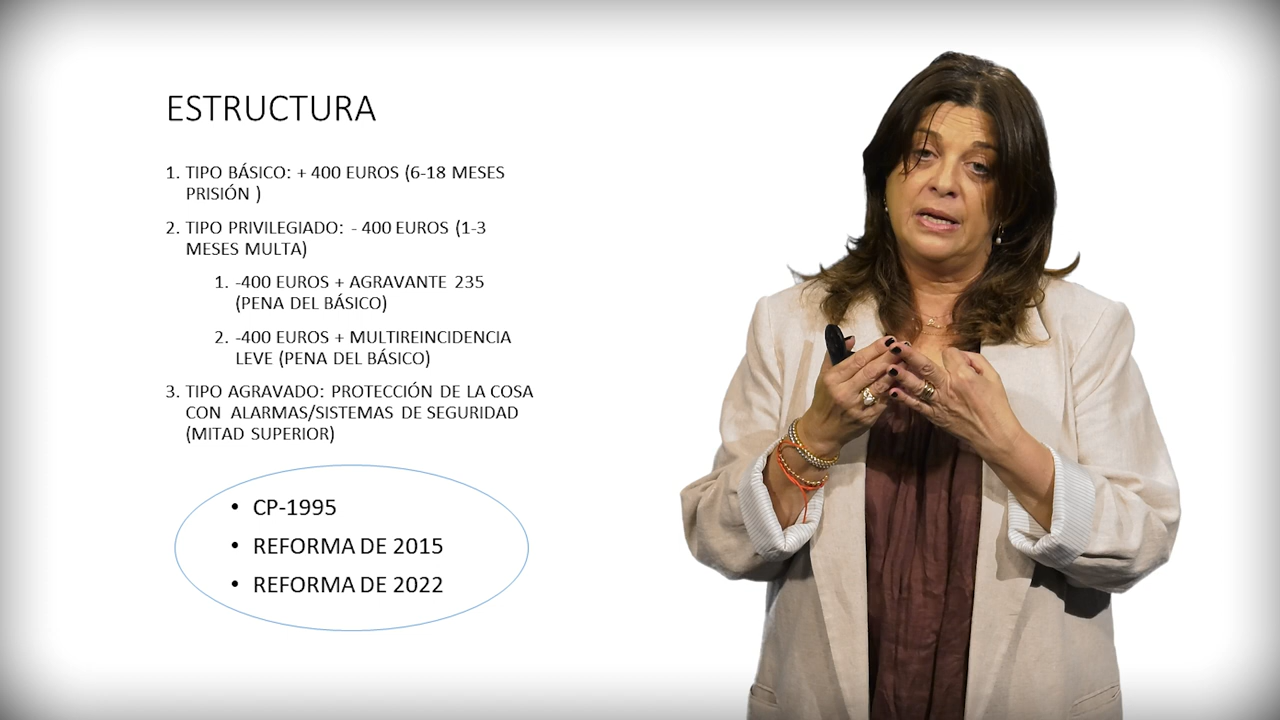 ESTRUCTURA
1. TIPO BÁSICO: + 400 EUROS (6-18 MESES
PRISIÓN )
2. TIPO PRIVILEGIADO: - 400 EUROS (1-3
MESES MULTA)
1. -400 EUROS + AGRAVANTE 235
(PENA DEL BÁSICO)
2. -400 EUROS + MULTIREINCIDENCIA
LEVE (PENA DEL BÁSICO)
3. TIPO AGRAVADO: PROTECCIÓN DE LA COSA
CON ALARMAS/SISTEMAS DE SEGURIDAD
(MITAD SUPERIOR)
• CP-1995
• REFORMA DE 2015
• REFORMA DE 2022